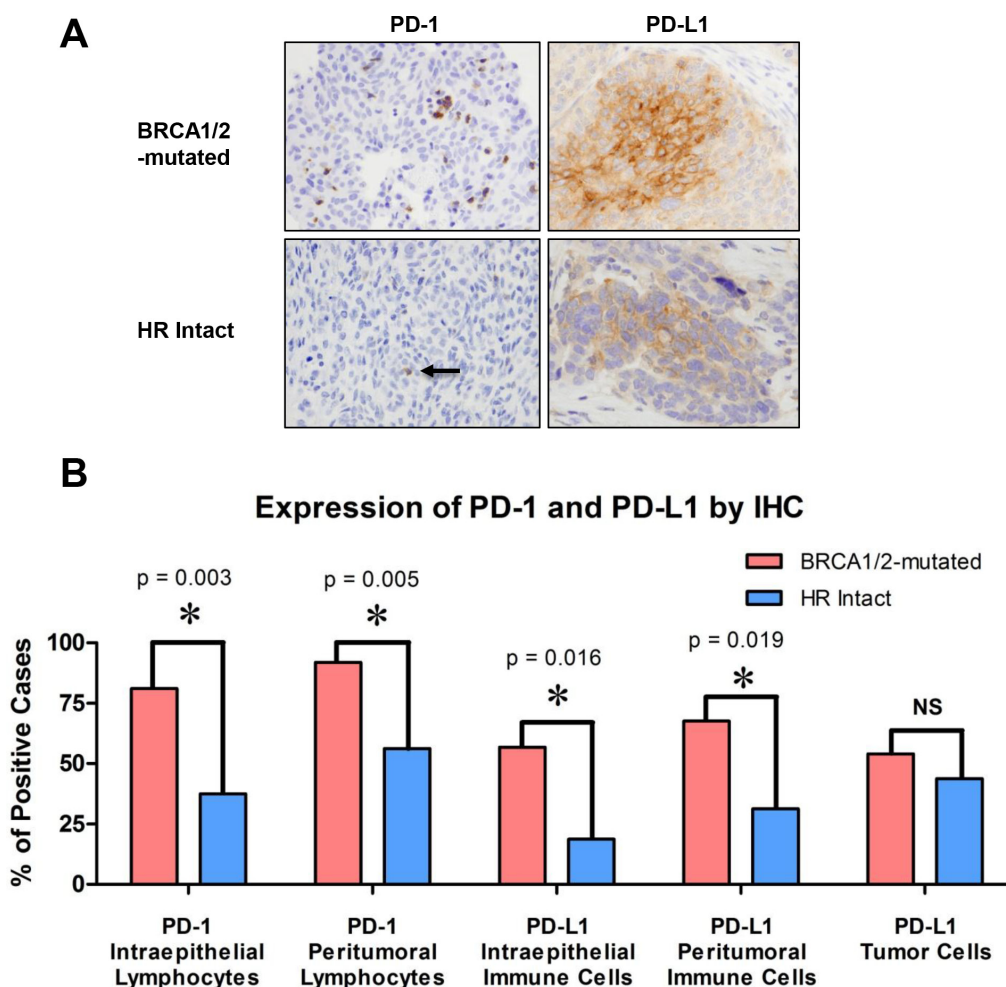 A
PD-1
PD-L1
BRCA1/2
-mutated
HR Intact
B
Expression of PD-1 and PD-L1 by IHC
BRCA1/2-mutated
HR Intact
p = 0.003
p = 0.005
p = 0.016
p = 0.019
NS
*
*
*
*
% of Positive Cases
100
75
50
25
0
PD-1
Intraepithelial
Lymphocytes
PD-1
Peritumoral
Lymphocytes
PD-L1
Intraepithelial
Immune Cells
PD-L1
Peritumoral
Immune Cells
PD-L1
Tumor Cells